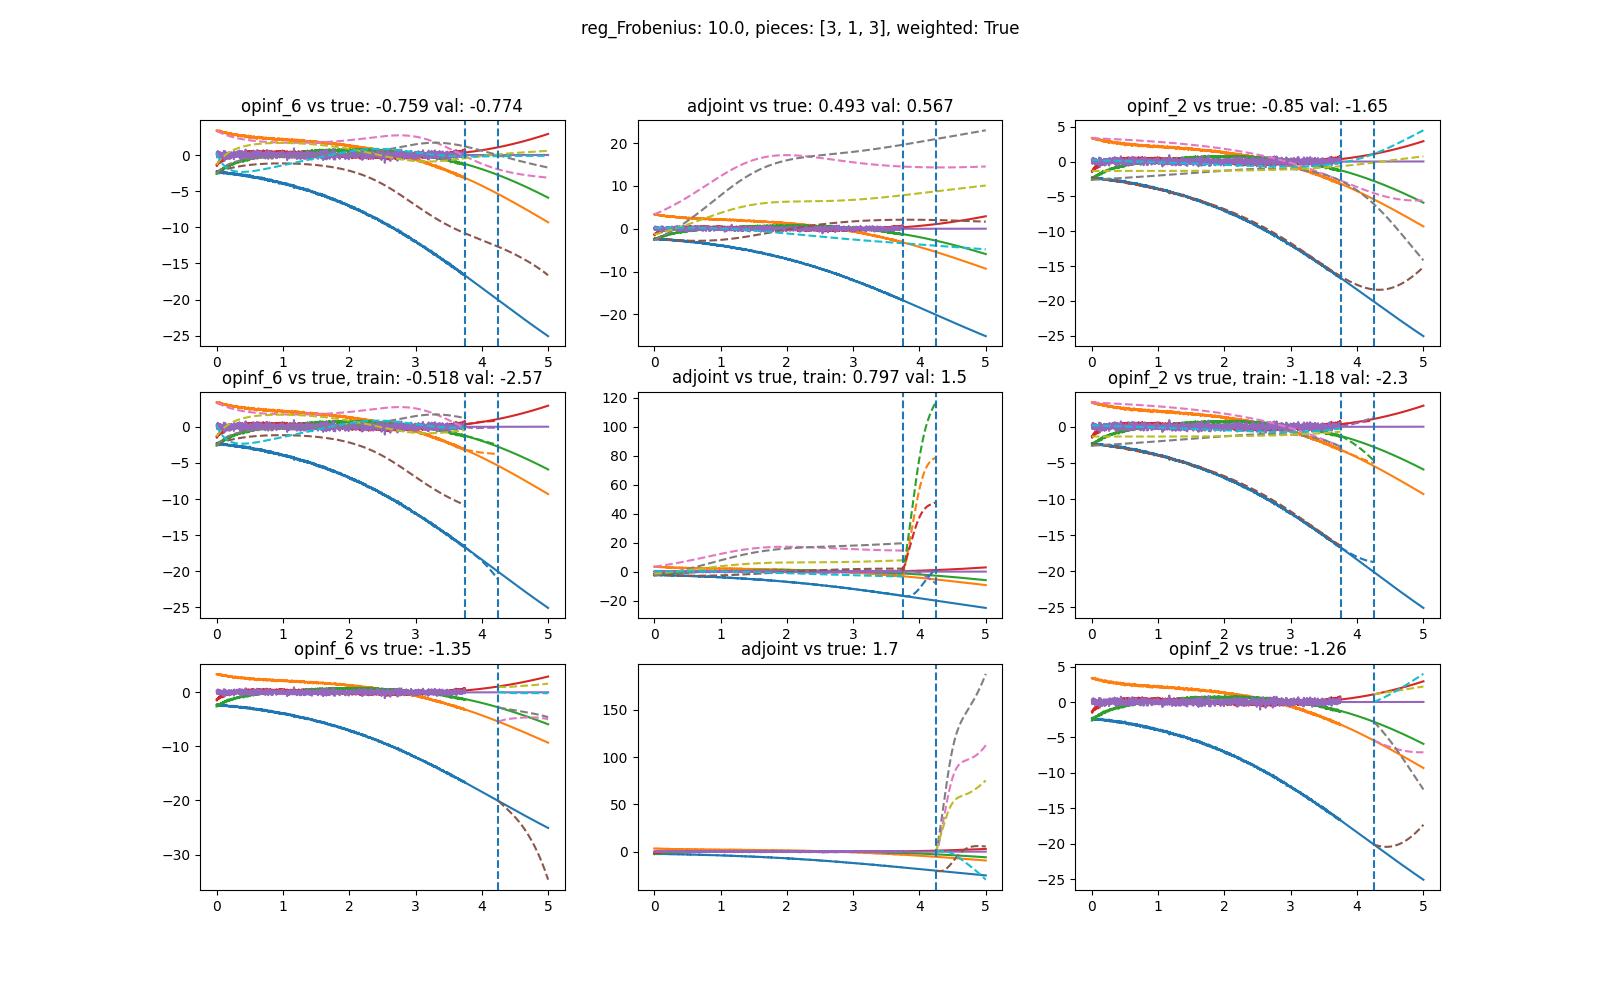 reg_Frobenius: 10.0, pieces: [3, 1, 3], weighted: True
opinf_6 vs true: -0.759 val: -0.774
0
−5
−10
−15
−20
−25
0 1 2 3 4 5
adjoint vs true: 0.493 val: 0.567
20
10
0
−10
−20
0 1 2 3 4 5
opinf_2 vs true: -0.85 val: -1.65
5
0
−5
−10
−15
−20
−25
0 1 2 3 4 5
opinf_6 vs true, train: -0.518 val: -2.57
0
−5
−10
−15
−20
−25
0 1 2 3 4 5
adjoint vs true, train: 0.797 val: 1.5
120
100
80
60
40
20
0
−20
0 1 2 3 4 5
opinf_2 vs true, train: -1.18 val: -2.3
0
−5
−10
−15
−20
−25
0 1 2 3 4 5
opinf_6 vs true: -1.35
0
−10
−20
−30
0 1 2 3 4 5
adjoint vs true: 1.7
150
100
50
0
0 1 2 3 4 5
opinf_2 vs true: -1.26
5
0
−5
−10
−15
−20
−25
0 1 2 3 4 5